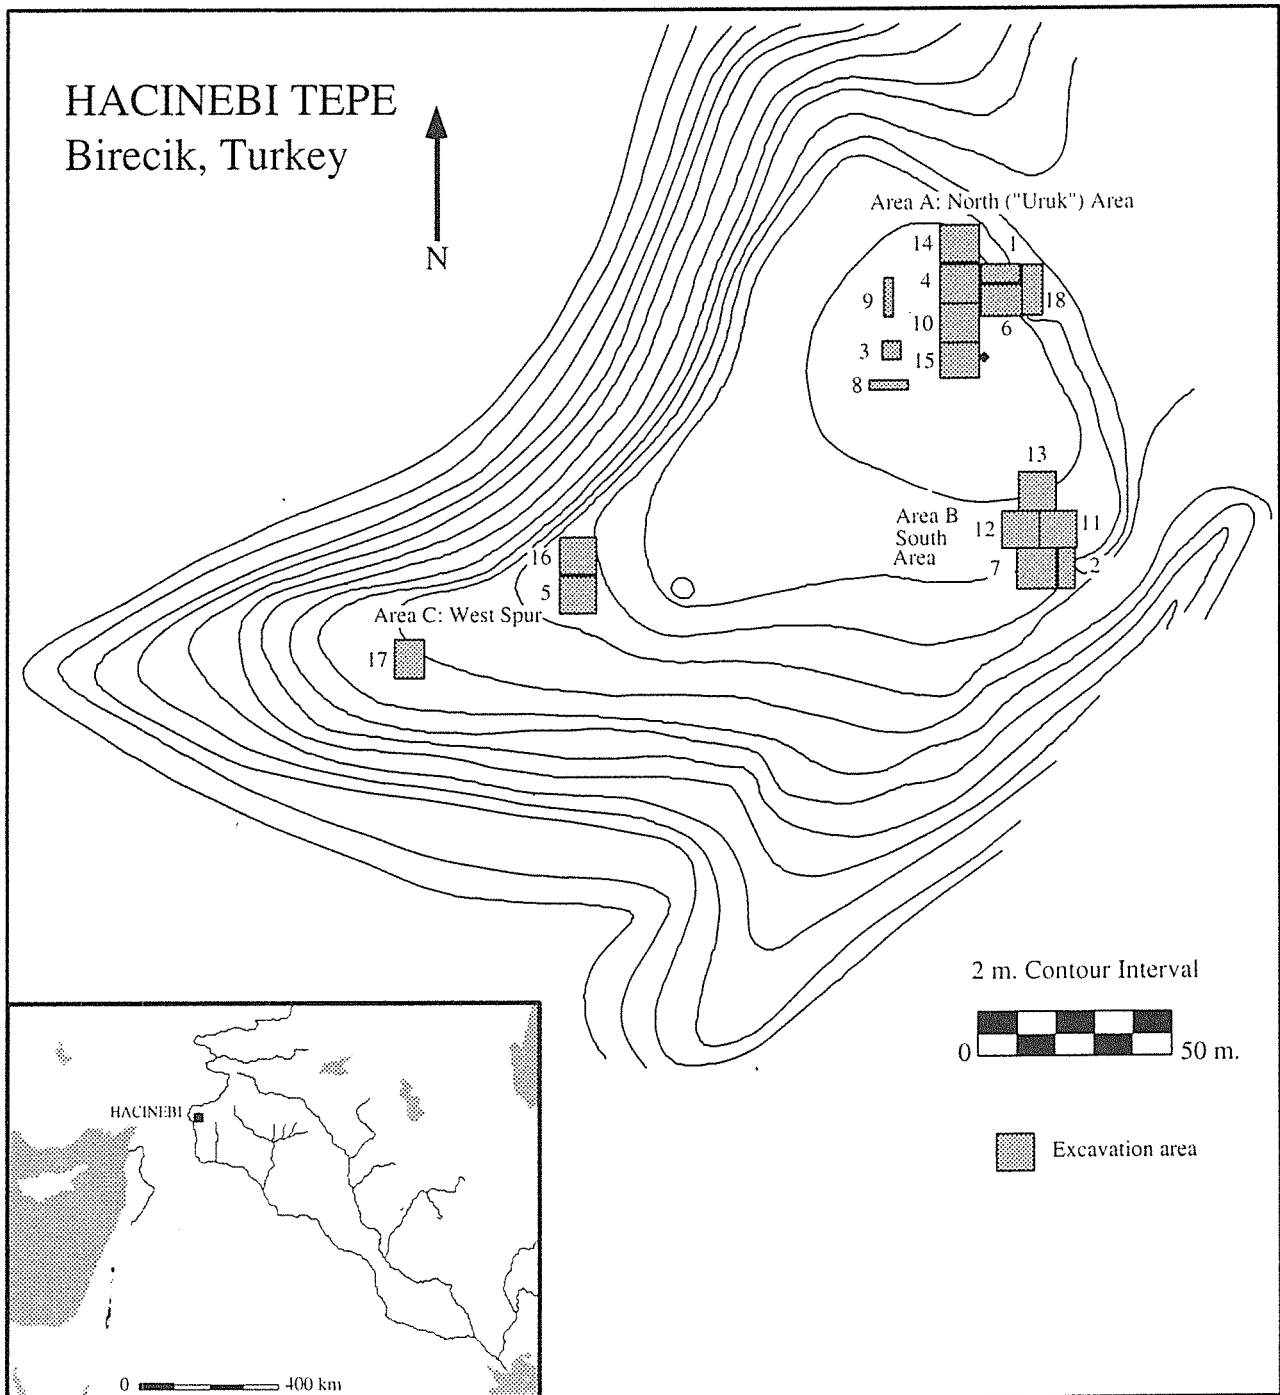 HACINEBI TEPE
Birecik, Turkey
N
Area A: North ("Uruk") Area
14
1
4
9
18
10
6
3
15
8
13
Area B
South
Area
12
11
7
2
16
5
Area C: West Spur
17
2 m. Contour Interval
0
50 m.
Excavation area
HACINEBI
0
400 km